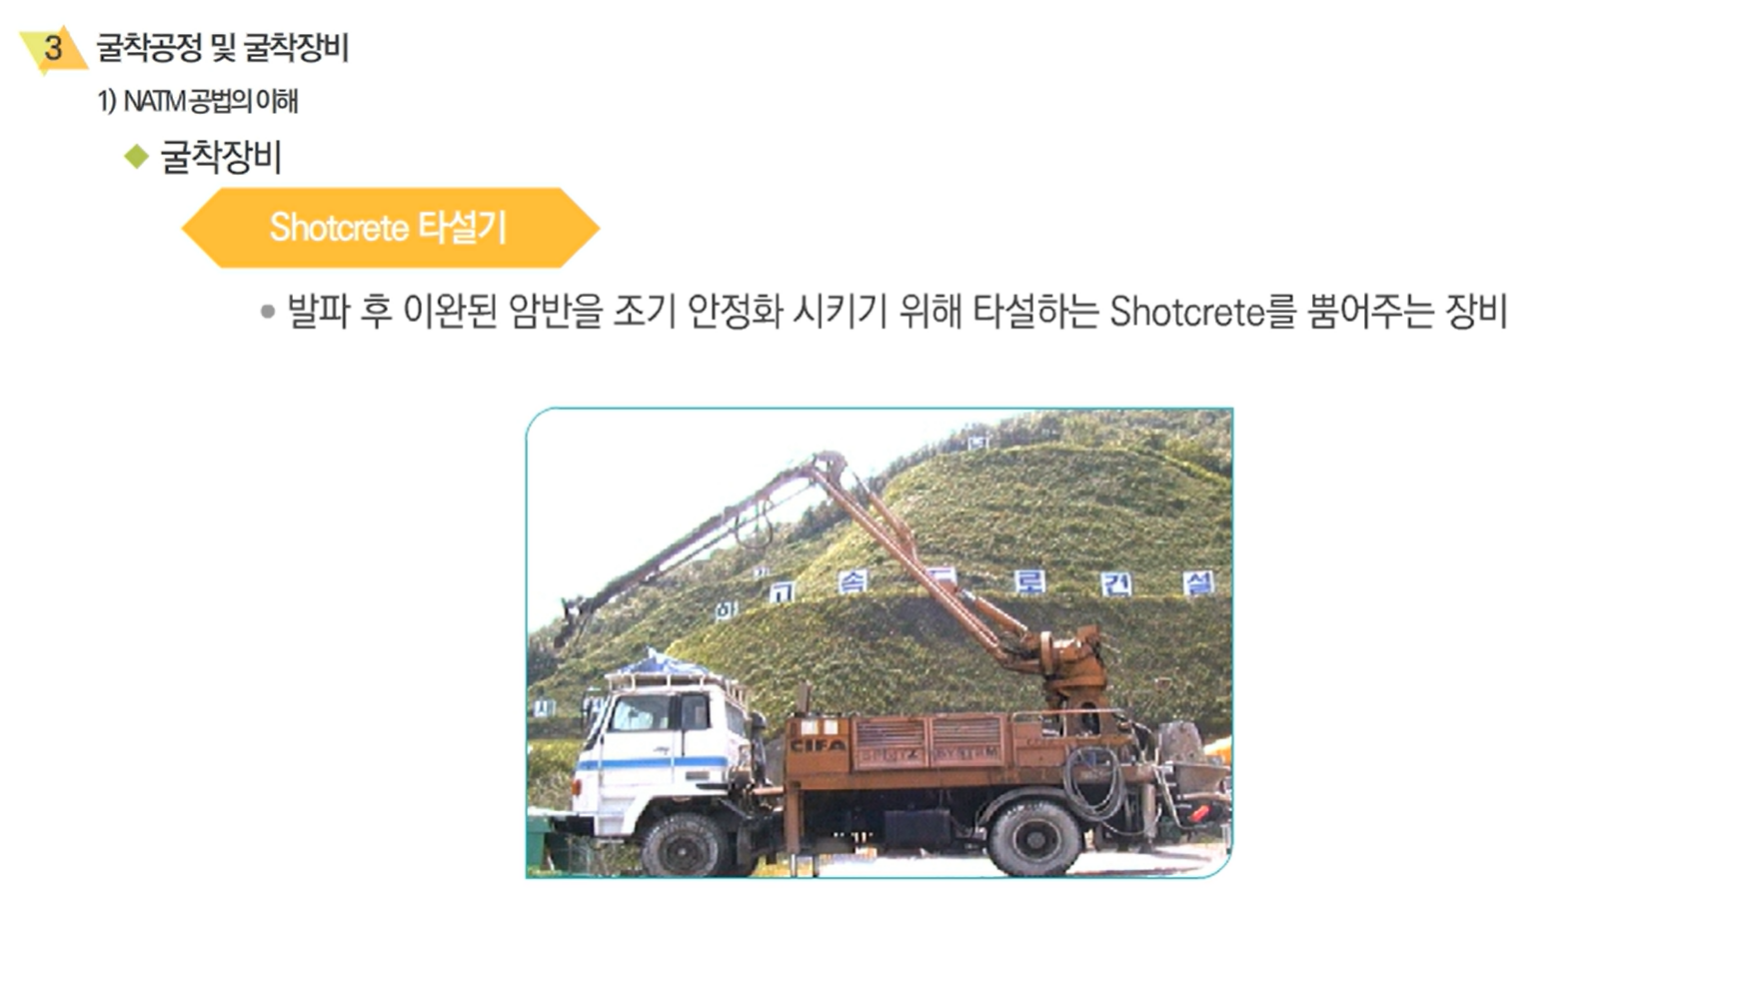 3 굴착공정 및 굴착장비
1) NATM 공법의 이해
굴착장비
Shotcrete 타설기
발파 후 이완된 암반을 조기 안정화 시키기 위해 타설하는 Shotcrete를 뿜어주는 장비
하 고 속 도 로 건 설
CIFA SPRITZ SYSTEM